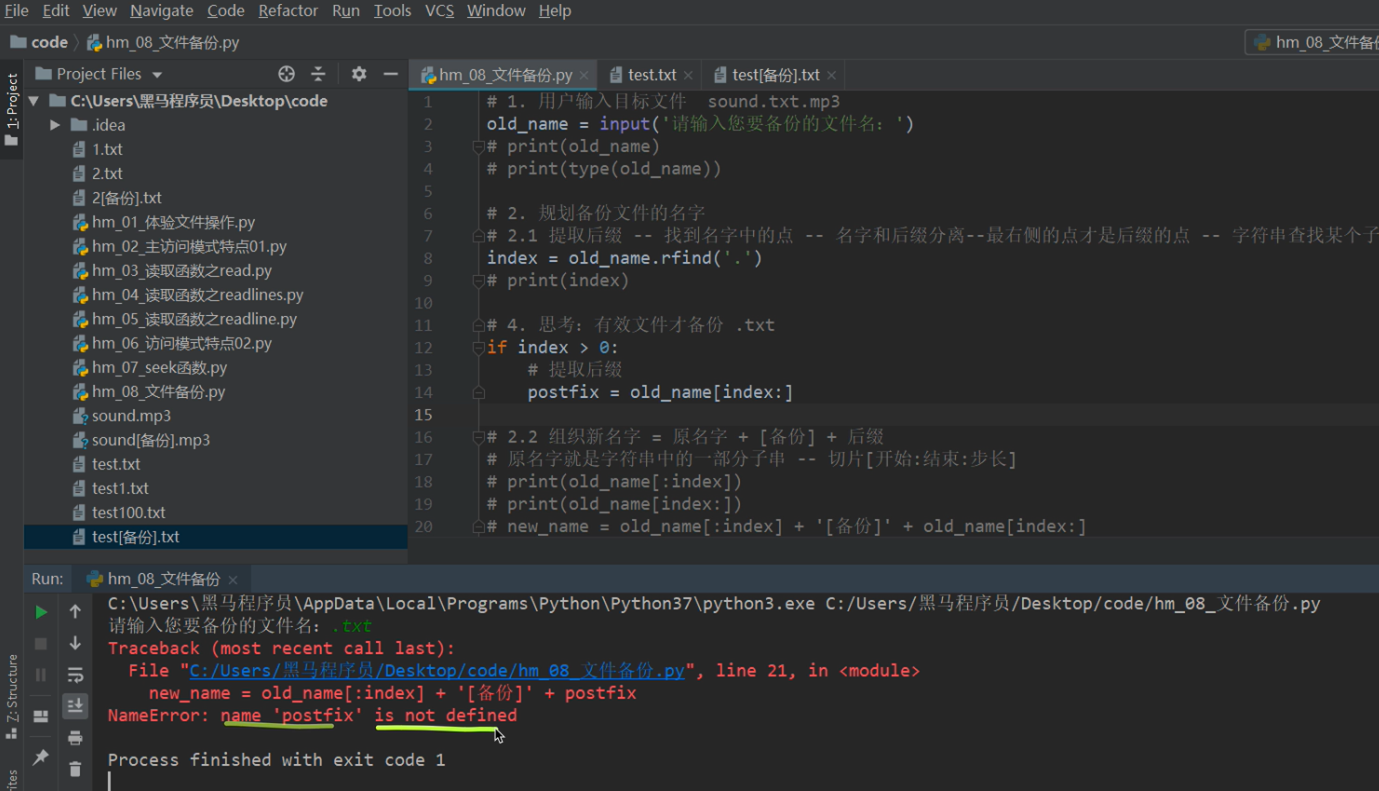 File Edit View Navigate Code Refactor Run Tools VCS Window Help
code hm_08_文件备份.py
Project Files
hm_08_文件备份.py test.txt test[备份].txt
1: Project
C:\Users\黑马程序员\Desktop\code
.idea
1.txt
2.txt
2[备份].txt
hm_01_体验文件操作.py
hm_02_主访问模式特点01.py
hm_03_读取函数之read.py
hm_04_读取函数之readlines.py
hm_05_读取函数之readline.py
hm_06_访问模式特点02.py
hm_07_seek函数.py
hm_08_文件备份.py
sound.mp3
sound[备份].mp3
test.txt
test1.txt
test100.txt
test[备份].txt
1 # 1. 用户输入目标文件  sound.txt.mp3
2 old_name = input('请输入您要备份的文件名：')
3 # print(old_name)
4 # print(type(old_name))
5
6 # 2. 规划备份文件的名字
7 # 2.1 提取后缀 -- 找到名字中的点 -- 名字和后缀分离--最右侧的点才是后缀的点 -- 字符串查找某个子
8 index = old_name.rfind('.')
9 # print(index)
10
11 # 4. 思考：有效文件才备份 .txt
12 if index > 0:
13     # 提取后缀
14     postfix = old_name[index:]
15
16 # 2.2 组织新名字 = 原名字 + [备份] + 后缀
17 # 原名字就是字符串中的一部分子串 -- 切片[开始:结束:步长]
18 # print(old_name[:index])
19 # print(old_name[index:])
20 # new_name = old_name[:index] + '[备份]' + old_name[index:]
Run: hm_08_文件备份
C:\Users\黑马程序员\AppData\Local\Programs\Python\Python37\python3.exe C:/Users/黑马程序员/Desktop/code/hm_08_文件备份.py
请输入您要备份的文件名：.txt
Traceback (most recent call last):
  File "C:/Users/黑马程序员/Desktop/code/hm_08_文件备份.py", line 21, in <module>
    new_name = old_name[:index] + '[备份]' + postfix
NameError: name 'postfix' is not defined
Process finished with exit code 1
Z: Structure